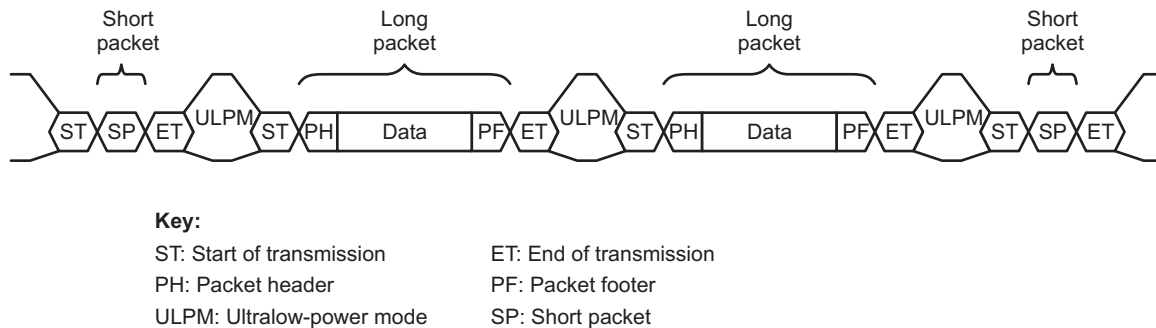 Short packet
Long packet
Long packet
Short packet
ST SP ET ULPM ST PH Data PF ET ULPM ST PH Data PF ET ULPM ST SP ET
Key:
ST: Start of transmission ET: End of transmission
PH: Packet header PF: Packet footer
ULPM: Ultralow-power mode SP: Short packet